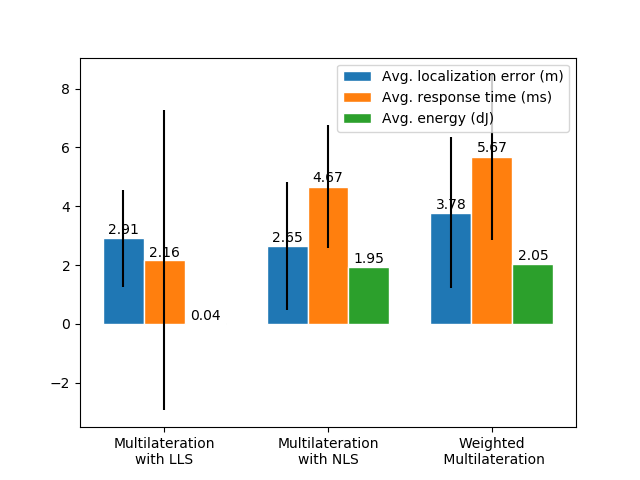 8
6
4
2
0
−2
Avg. localization error (m)
Avg. response time (ms)
Avg. energy (dJ)
2.91
2.16
0.04
2.65
4.67
1.95
3.78
5.67
2.05
Multilateration
with LLS
Multilateration
with NLS
Weighted
Multilateration